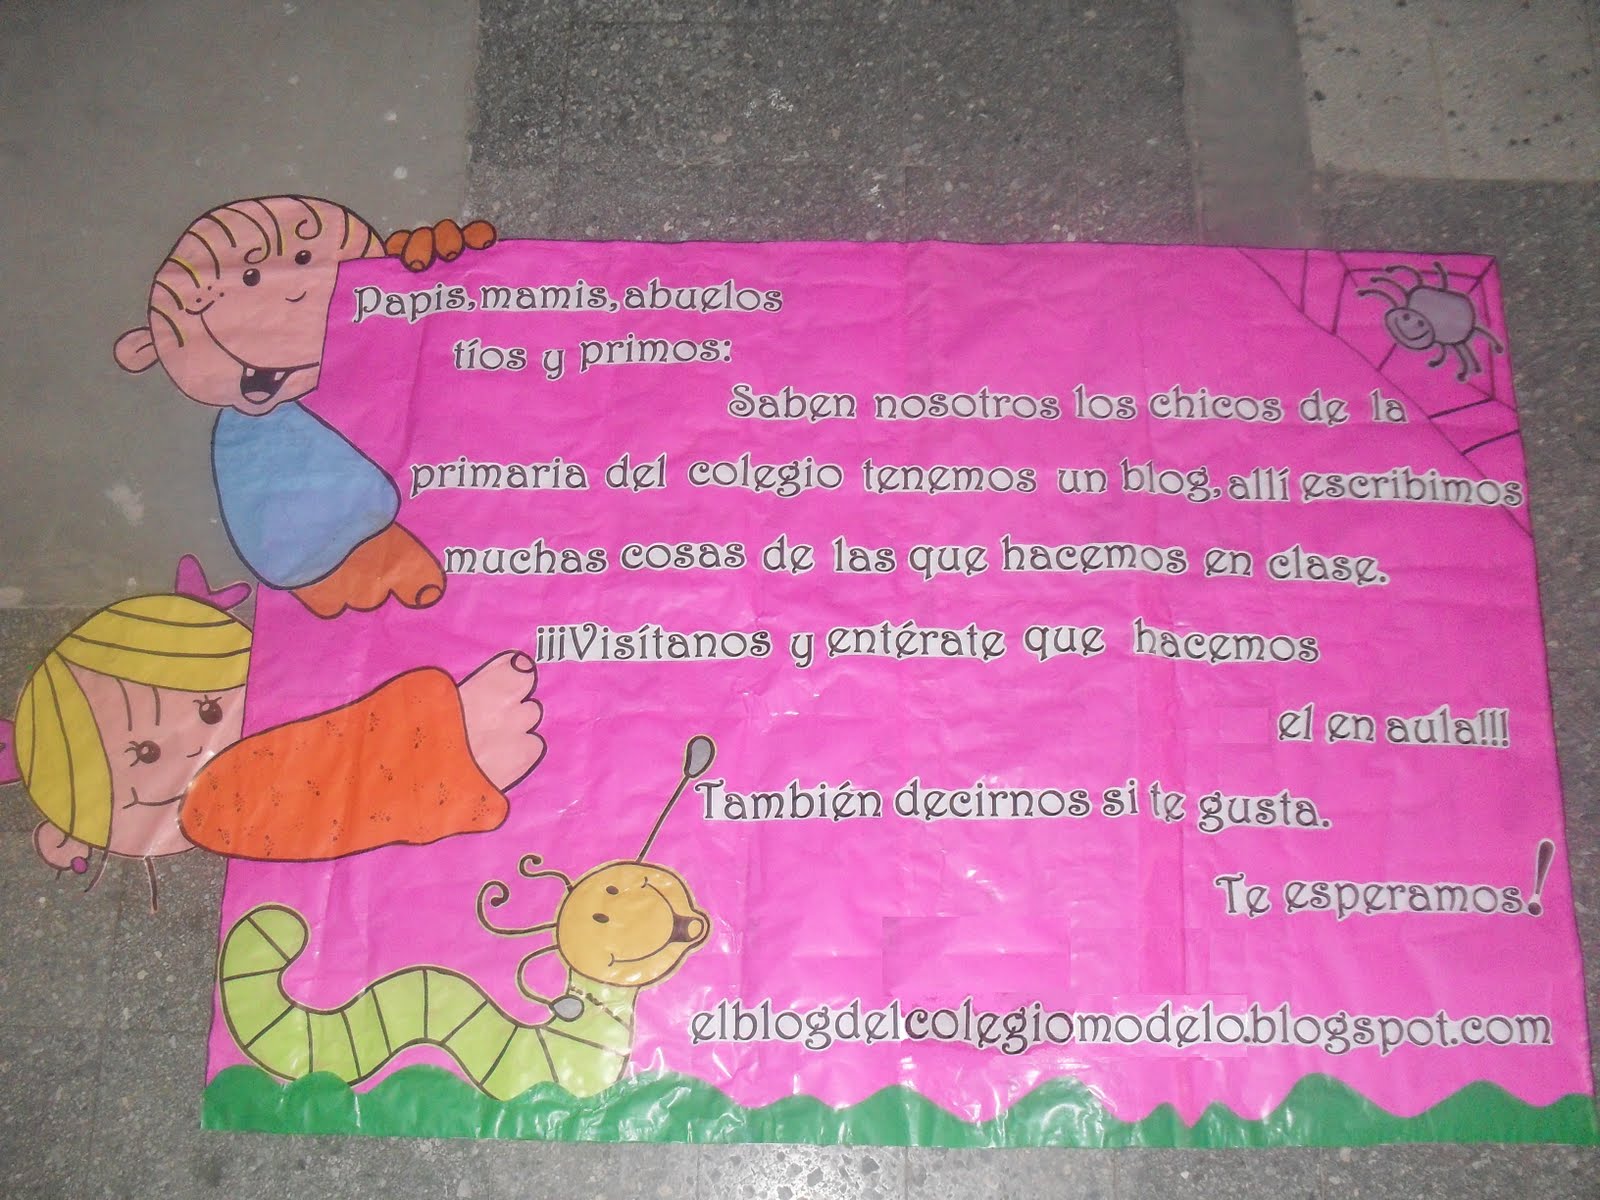 Papis, mamis, abuelos
tíos y primos:
Saben nosotros los chicos de la
primaria del colegio tenemos un blog, allí escribimos
muchas cosas de las que hacemos en clase.
¡¡¡Visítanos y entérate que hacemos
el en aula!!!
También decirnos si te gusta.
Te esperamos!
elblogdelcolegiomodelo.blogspot.com